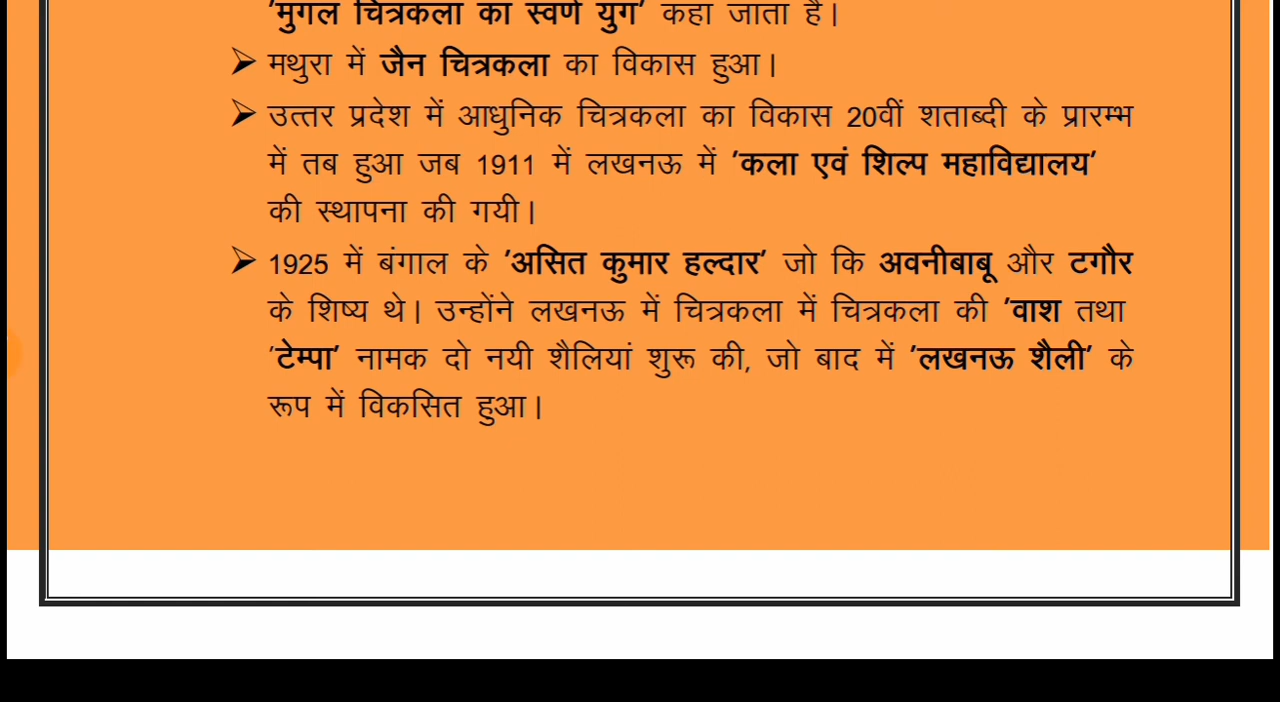 'मुगल चित्रकला का स्वर्ण युग' कहा जाता है।
➢ मथुरा में जैन चित्रकला का विकास हुआ।
➢ उत्तर प्रदेश में आधुनिक चित्रकला का विकास 20वीं शताब्दी के प्रारम्भ
में तब हुआ जब 1911 में लखनऊ में 'कला एवं शिल्प महाविद्यालय'
की स्थापना की गयी।
➢ 1925 में बंगाल के 'असित कुमार हल्दार' जो कि अवनीबाबू और टगौर
के शिष्य थे। उन्होंने लखनऊ में चित्रकला में चित्रकला की 'वाश तथा
'टेम्पा' नामक दो नयी शैलियां शुरू की, जो बाद में 'लखनऊ शैली' के
रूप में विकसित हुआ।